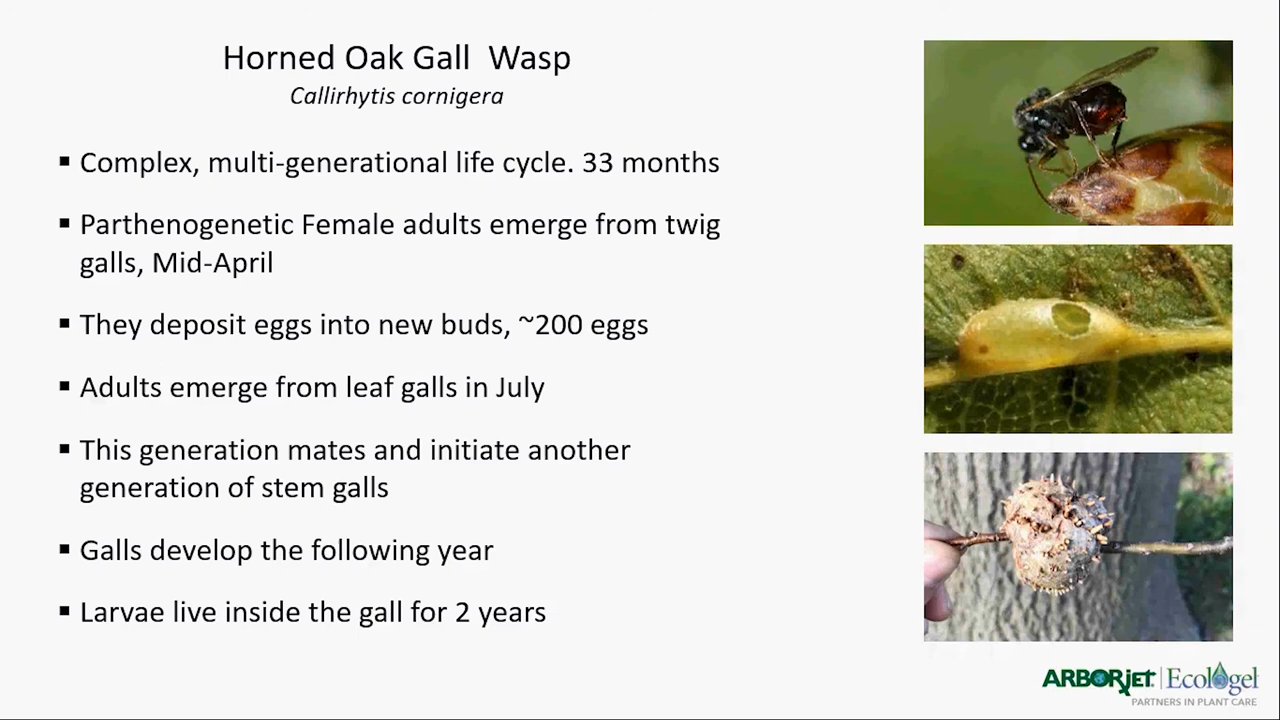 Horned Oak Gall Wasp
Callirhytis cornigera
▪ Complex, multi-generational life cycle. 33 months
▪ Parthenogenetic Female adults emerge from twig
galls, Mid-April
▪ They deposit eggs into new buds, ~200 eggs
▪ Adults emerge from leaf galls in July
▪ This generation mates and initiate another
generation of stem galls
▪ Galls develop the following year
▪ Larvae live inside the gall for 2 years
ARBORjET | Ecologel
PARTNERS IN PLANT CARE